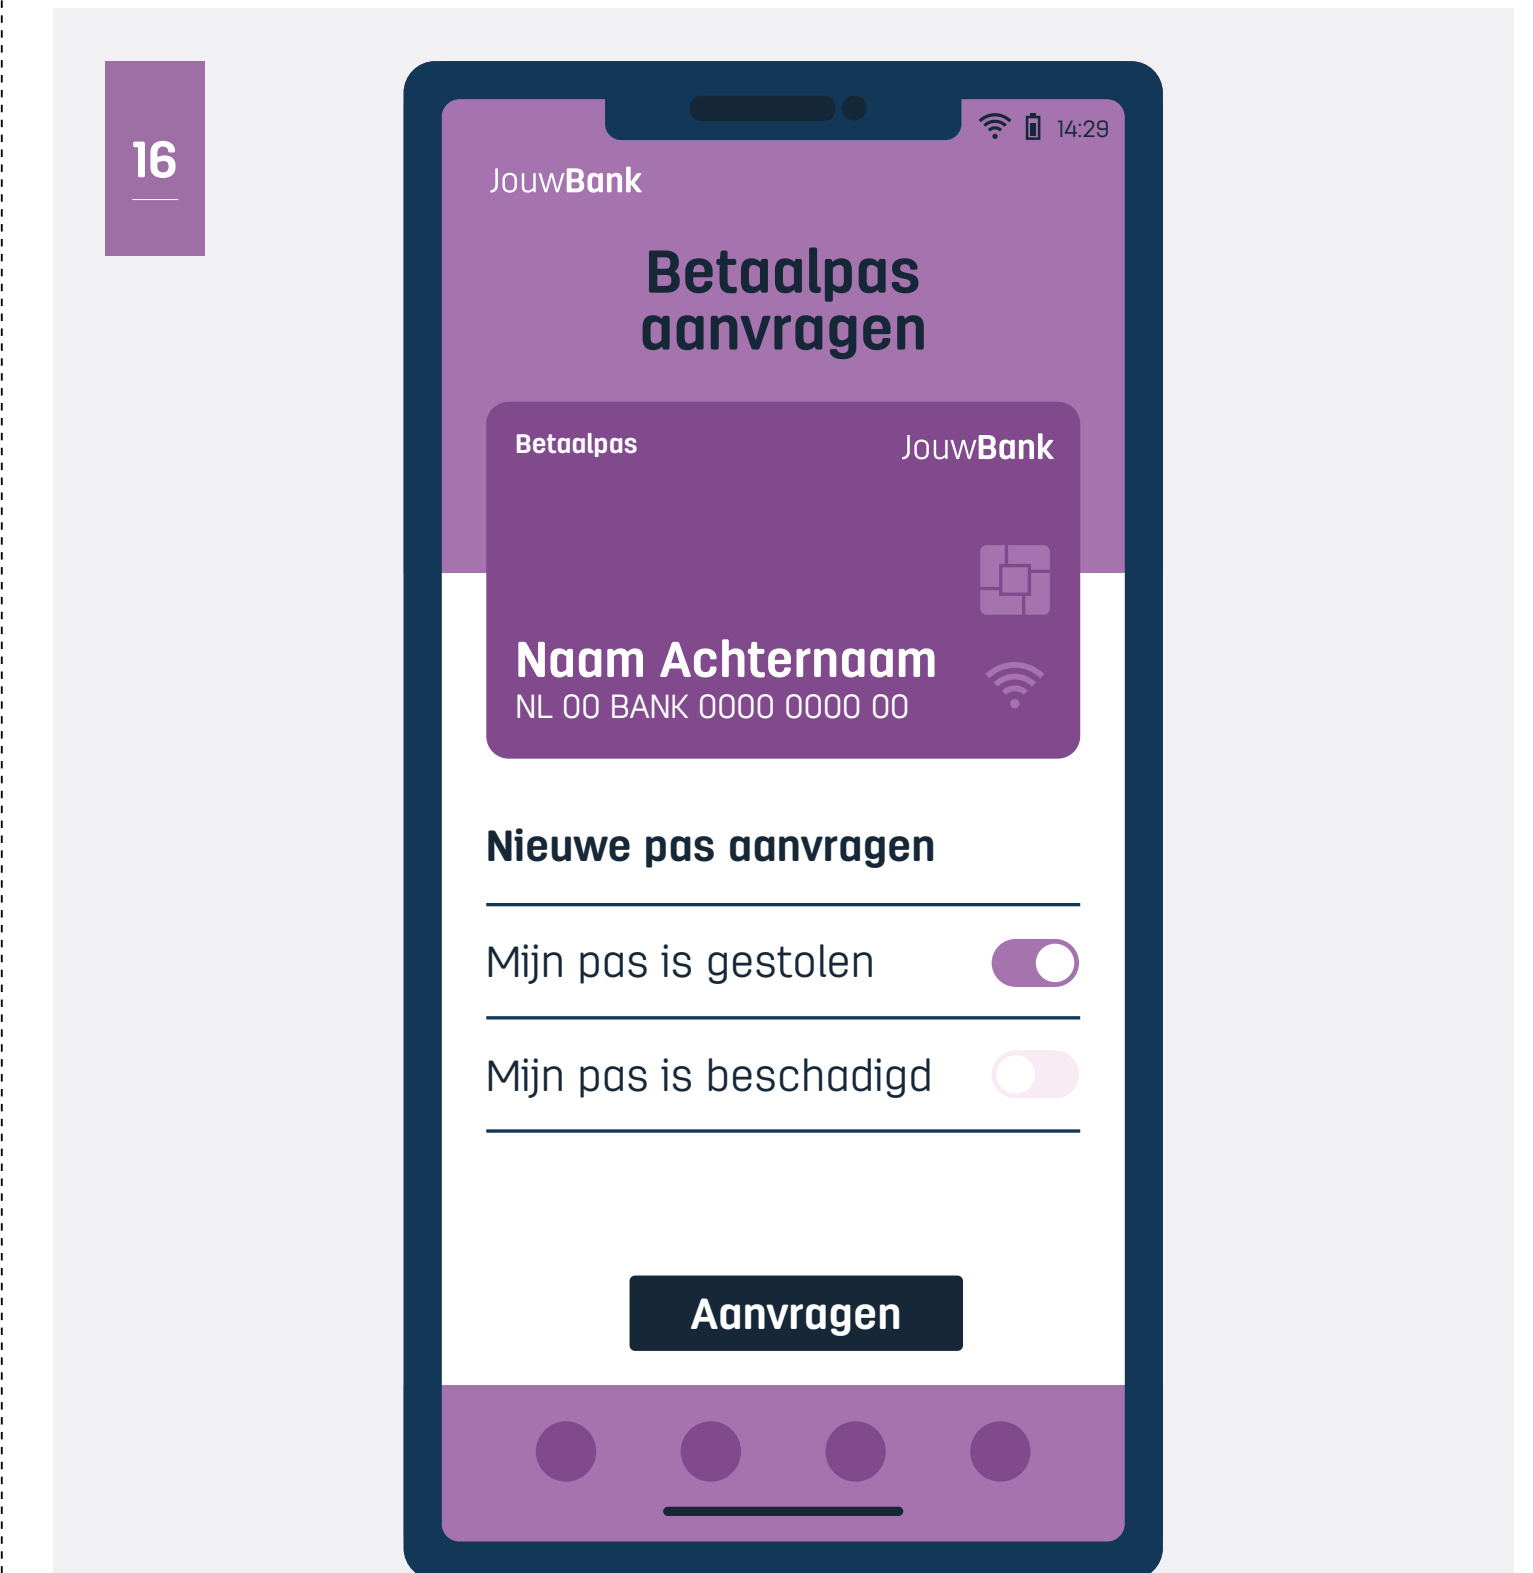 16
14:29
JouwBank
Betaalpas
aanvragen
Betaalpas
JouwBank
Naam Achternaam
NL 00 BANK 0000 0000 00
Nieuwe pas aanvragen
Mijn pas is gestolen
Mijn pas is beschadigd
Aanvragen